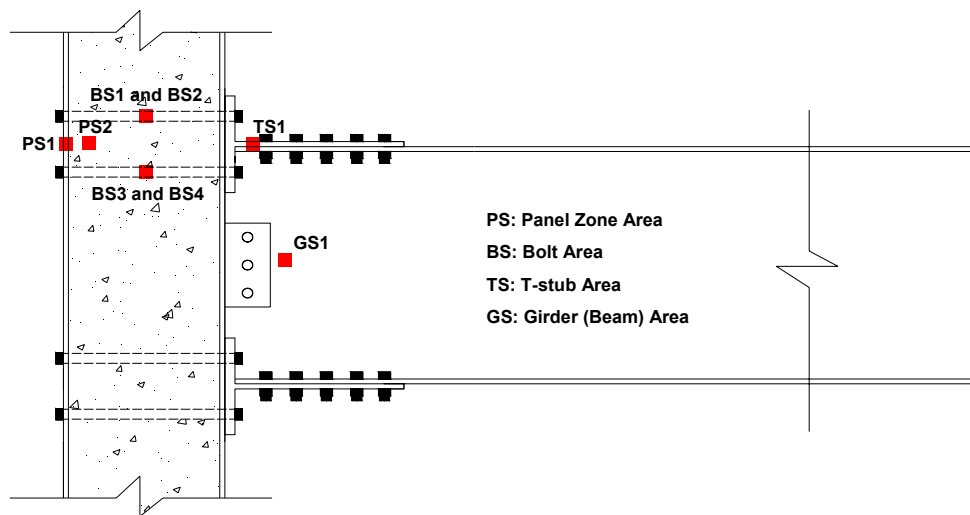 BS1 and BS2
PS1
PS2
TS1
BS3 and BS4
GS1
PS: Panel Zone Area
BS: Bolt Area
TS: T-stub Area
GS: Girder (Beam) Area